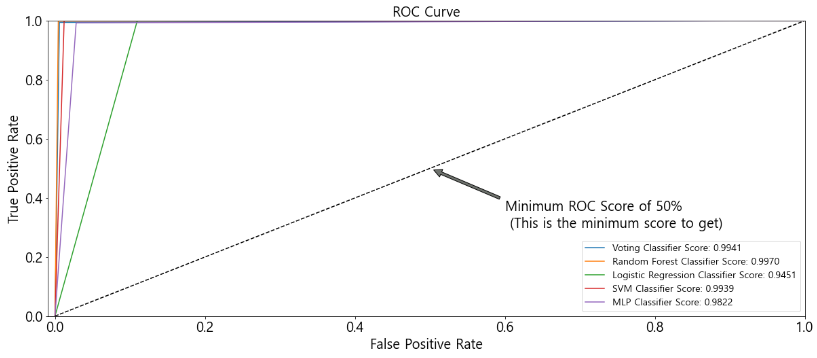 ROC Curve
True Positive Rate
1.0
0.8
0.6
0.4
0.2
0.0
Minimum ROC Score of 50%
(This is the minimum score to get)
Voting Classifier Score: 0.9941
Random Forest Classifier Score: 0.9970
Logistic Regression Classifier Score: 0.9451
SVM Classifier Score: 0.9939
MLP Classifier Score: 0.9822
0.0 0.2 0.4 0.6 0.8 1.0
False Positive Rate